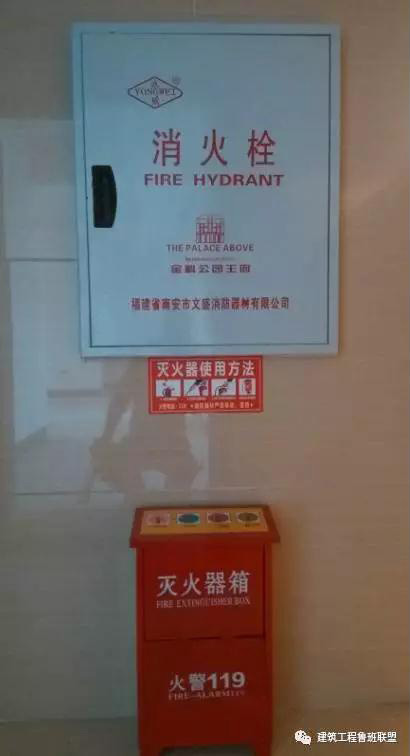 YONGWEI
消火栓
FIRE HYDRANT
THE PALACE ABOVE
金科公园王府
福建省南安市文盛消防器材有限公司
灭火器使用方法
灭火器箱
FIRE EXTINGUISHER BOX
火警119
FIRE-ALARM119
建筑工程鲁班联盟